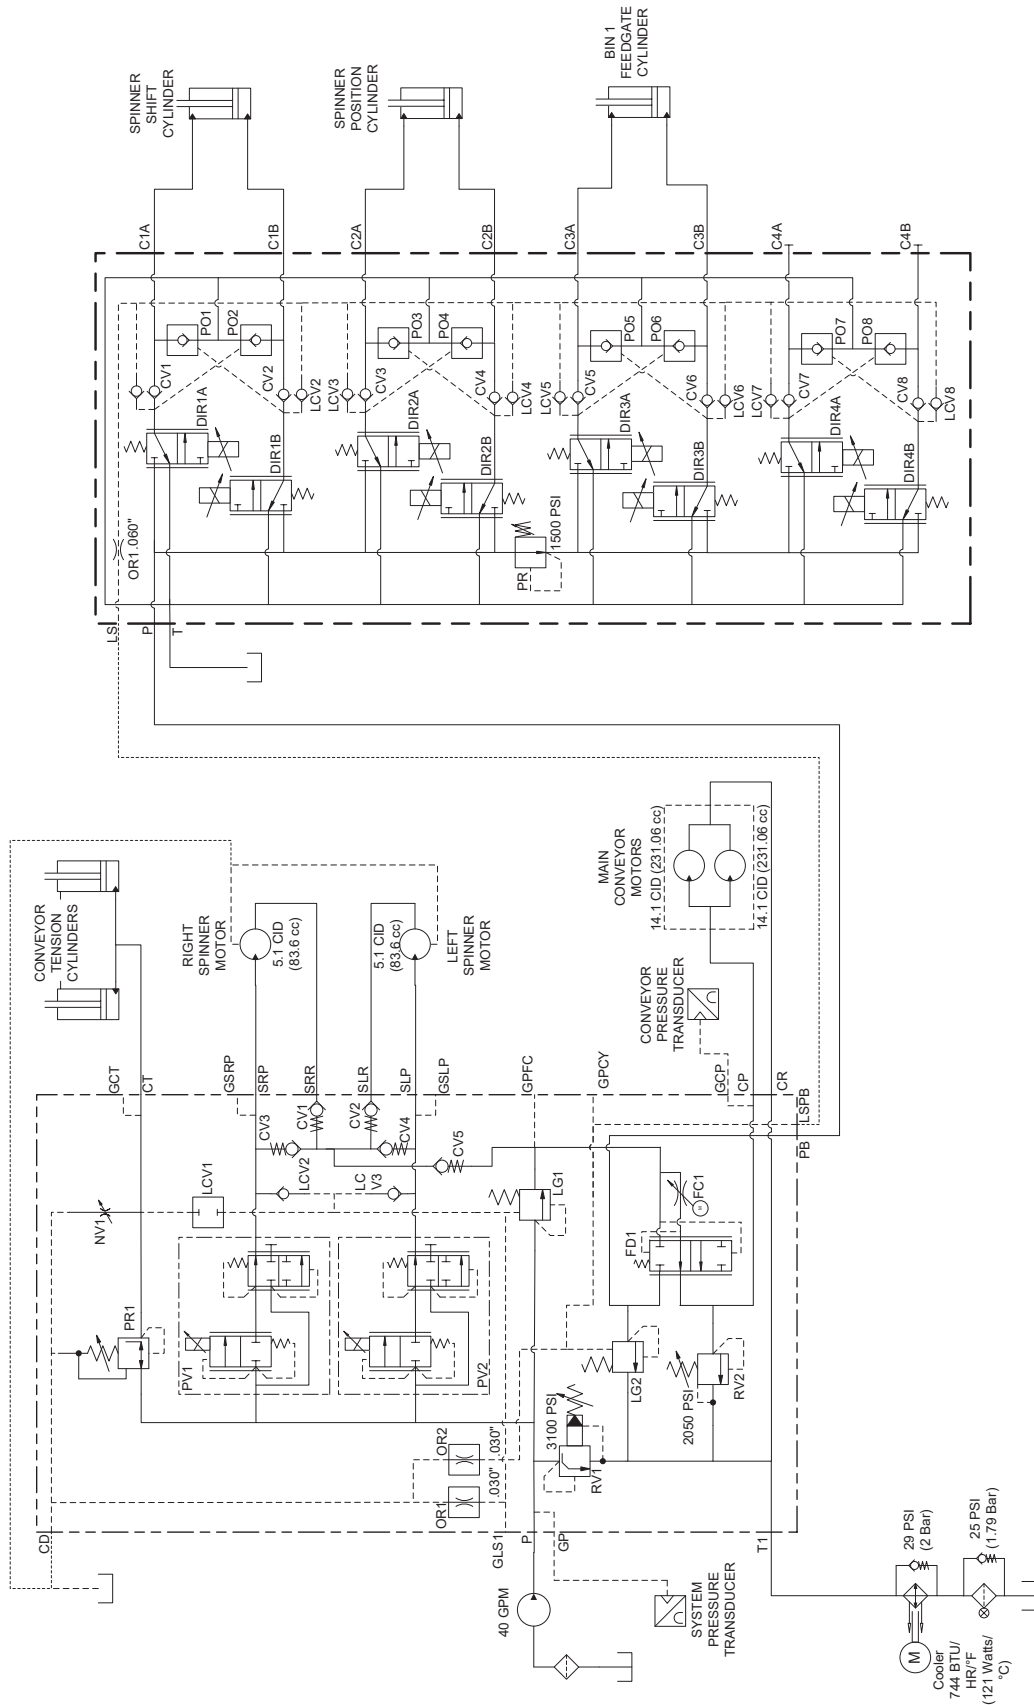 SPINNER
SHIFT
CYLINDER
SPINNER
POSITION
CYLINDER
BIN 1
FEEDGATE
CYLINDER
C1A
C1B
C2A
C2B
C3A
C3B
C4A
C4B
PO1
PO2
PO3
PO4
PO5
PO6
PO7
PO8
CV1
CV2
LCV2
LCV3
CV3
CV4
LCV4
LCV5
CV5
CV6
LCV6
LCV7
CV7
CV8
LCV8
DIR1A
DIR1B
DIR2A
DIR2B
DIR3A
DIR3B
DIR4A
DIR4B
OR1.060"
PR
1500 PSI
LS
P
T
CONVEYOR
TENSION
CYLINDERS
RIGHT
SPINNER
MOTOR
5.1 CID
(83.6 cc)
5.1 CID
(83.6 cc)
LEFT
SPINNER
MOTOR
CONVEYOR
PRESSURE
TRANSDUCER
MAIN
CONVEYOR
MOTORS
14.1 CID (231.06 cc)
14.1 CID (231.06 cc)
GCT
CT
GSRP
SRP
SRR
SLR
SLP
GSLP
GPFC
GPCY
GCP
CP
CR
LSPB
PB
NV1
LCV1
CV3
CV1
LCV2
CV2
CV4
LC
V3
CV5
LG1
FC1
FD1
PR1
PV1
PV2
LG2
RV2
2050 PSI
3100 PSI
RV1
OR2
.030"
OR1
.030"
CD
GLS1
P
GP
T1
40 GPM
SYSTEM
PRESSURE
TRANSDUCER
29 PSI
(2 Bar)
25 PSI
(1.79 Bar)
M
Cooler
744 BTU/
HR/°F
(121 Watts/
°C)